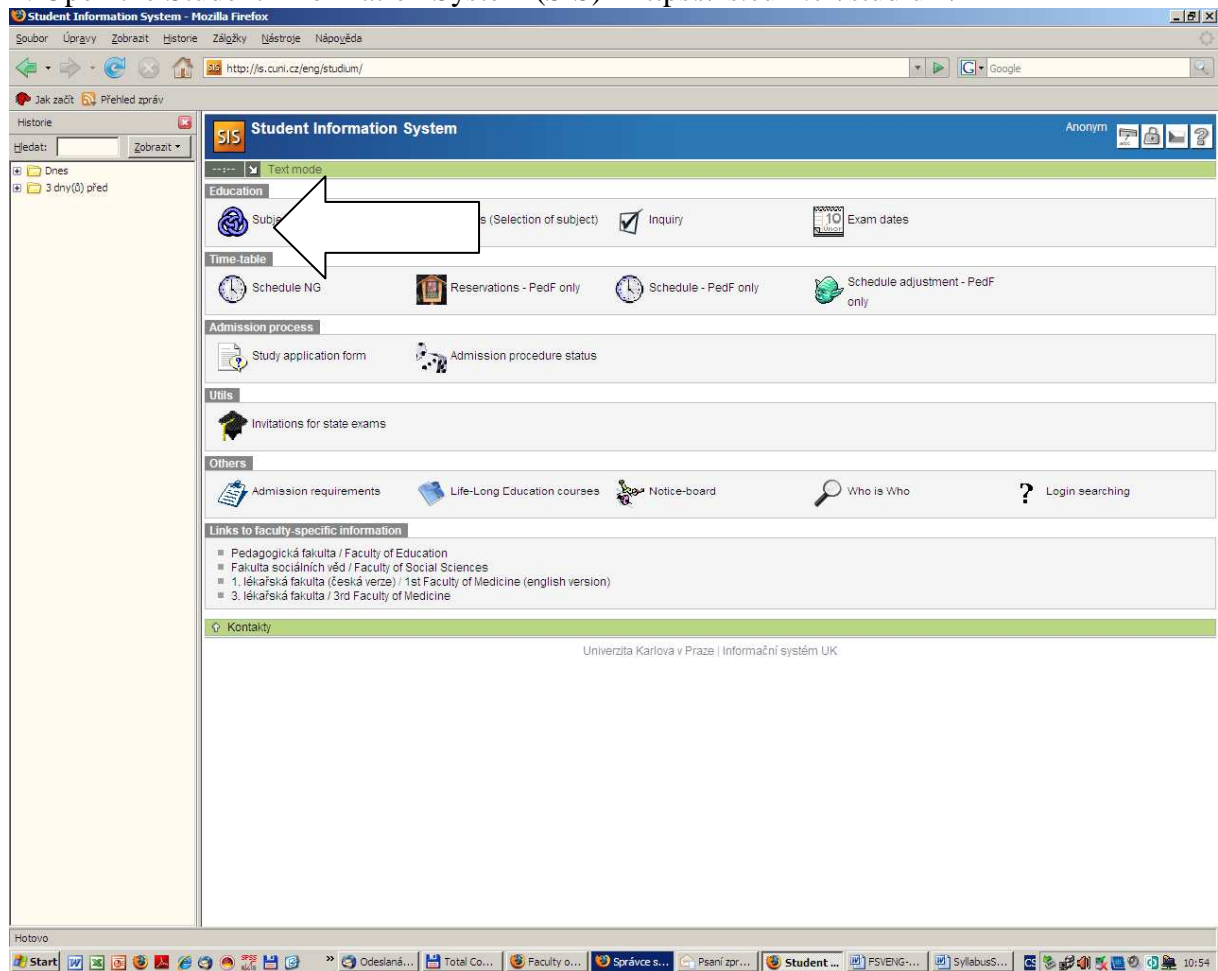 Student Information System - Mozilla Firefox
Soubor Úpravy Zobrazit Historie Záložky Nástroje Nápověda
SIS http://is.cuni.cz/eng/studium/ G Google
Jak začít Přehled zpráv
Historie
Hledat: Zobrazit
Dnes
3 dny(ů) před
SIS Student Information System Anonym
--:-- Text mode
Education
(Selection of subject) Inquiry 10 Exam dates
Time-table
Schedule NG Reservations - PedF only Schedule - PedF only Schedule adjustment - PedF
only
Admission process
Study application form Admission procedure status
Utils
Invitations for state exams
Others
Admission requirements Life-Long Education courses Notice-board Who is Who ? Login searching
Links to faculty-specific information
Pedagogická fakulta / Faculty of Education
Fakulta sociálních věd / Faculty of Social Sciences
1. lékařská fakulta (česká verze) / 1st Faculty of Medicine (english version)
3. lékařská fakulta / 3rd Faculty of Medicine
Kontakty
Univerzita Karlova v Praze | Informační systém UK
Hotovo
Start » Odeslaná... Total Co... Faculty o... Správce s... Psaní zpr... Student ... FSVENG-... SyllabusS... CS 10:54